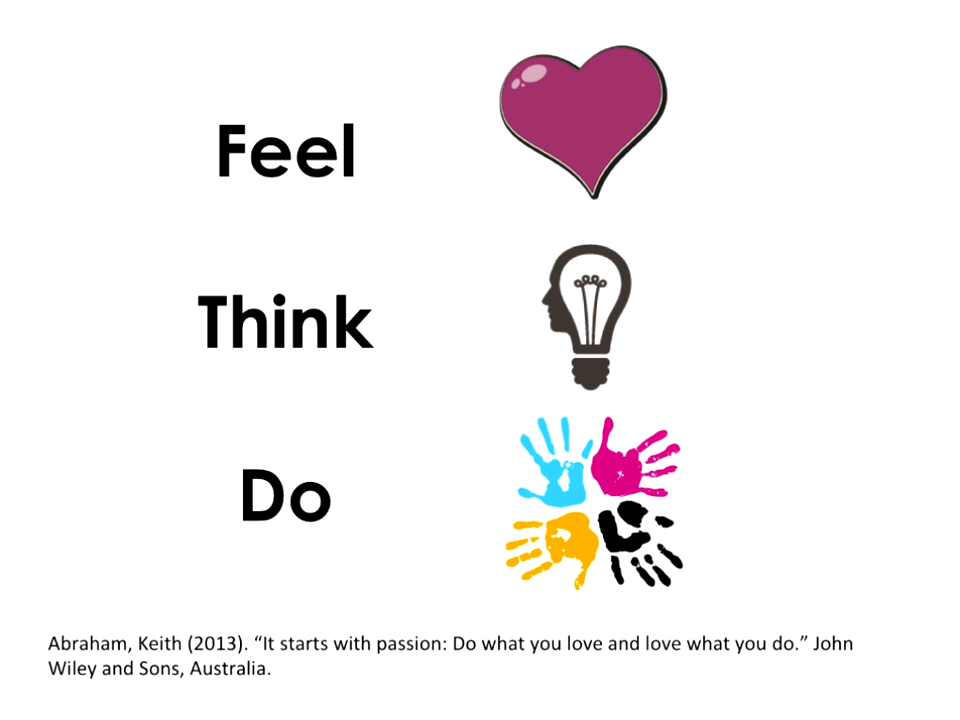 Feel
Think
Do
Abraham, Keith (2013). “It starts with passion: Do what you love and love what you do.” John
Wiley and Sons, Australia.